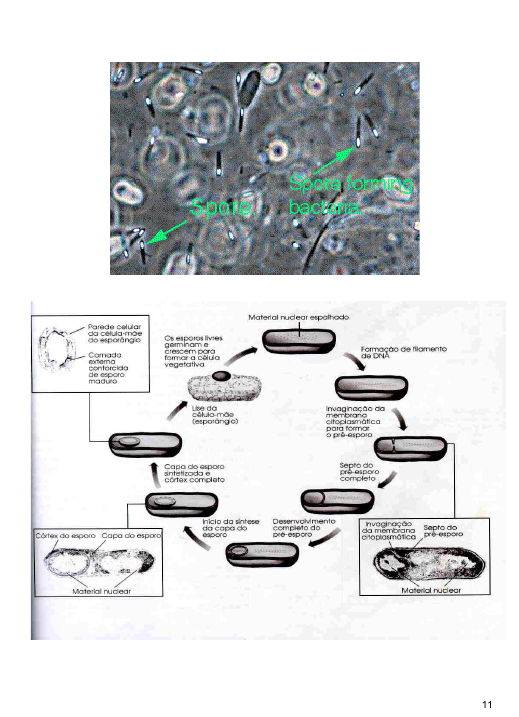 Spore forming
bacteria
Spore
Material nuclear espalhado
Parede celular
da célula-mãe
do esporângio
Camada
externa
contorcida
de esporo
maduro
Os esporos livres
germinam e
crescem para
formar a célula
vegetativa
Formação de filamento
de DNA
Lise da
célula-mãe
(esporângio)
Invaginação da
membrana
citoplasmática
para formar
o pré-esporo
Capa do esporo
sintetizada e
córtex completo
Septo do
pré-esporo
completo
Início da síntese
da capa do
esporo
Desenvolvimento
completo do
pré-esporo
Córtex do esporo
Capa do esporo
Material nuclear
Invaginação
da membrana
citoplasmática
Septo do
pré-esporo
Material nuclear
11